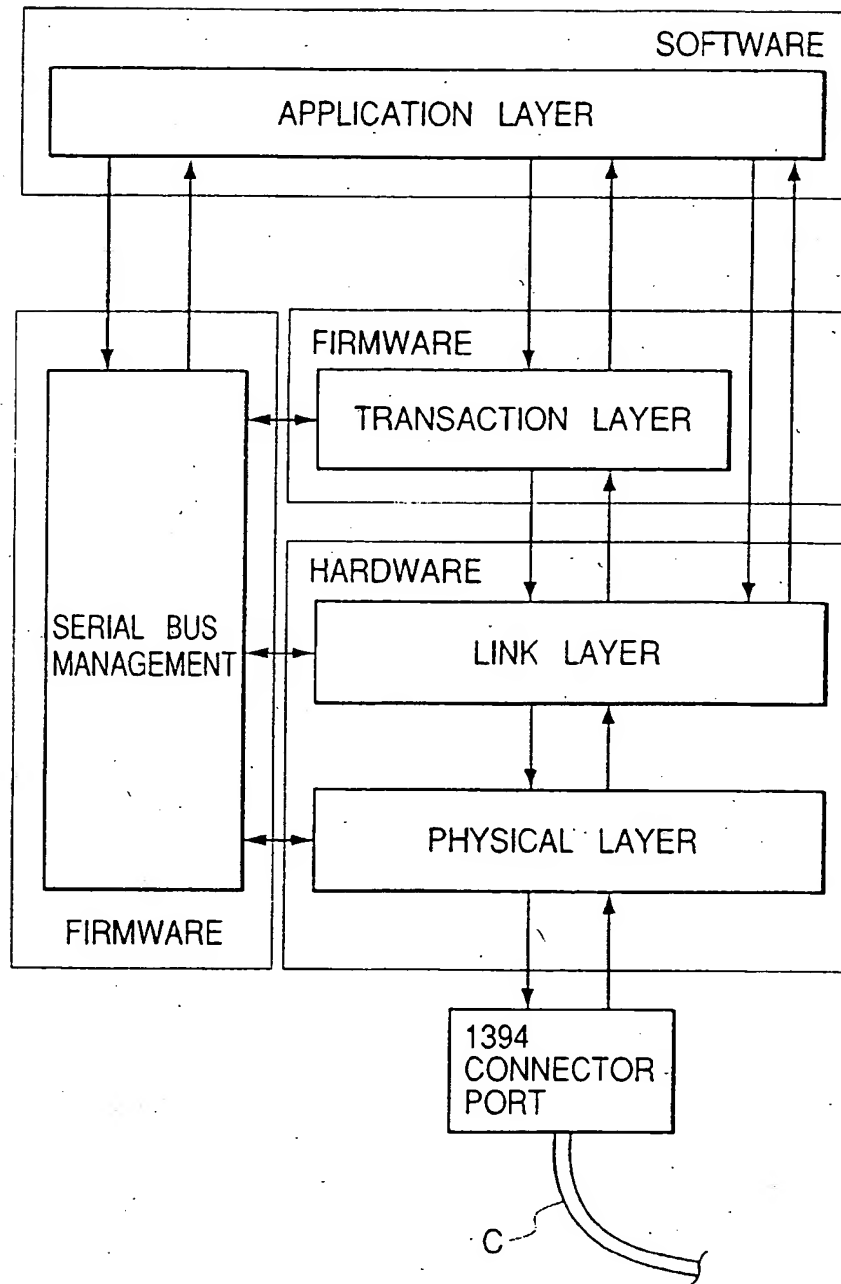 SOFTWARE
APPLICATION LAYER
FIRMWARE
TRANSACTION LAYER
HARDWARE
SERIAL BUS
MANAGEMENT
LINK LAYER
PHYSICAL LAYER
FIRMWARE
1394
CONNECTOR
PORT
C